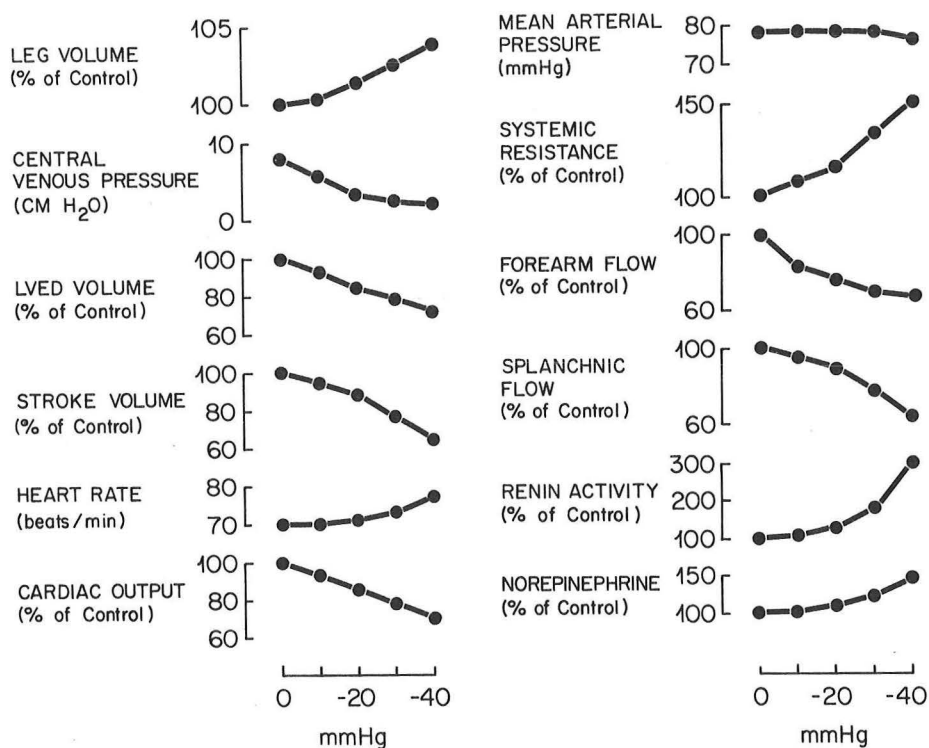 LEG VOLUME
(% of Control)
105
100
CENTRAL
VENOUS PRESSURE
(CM H₂O)
10
0
LVED VOLUME
(% of Control)
100
80
60
STROKE VOLUME
(% of Control)
100
80
60
HEART RATE
(beats/min)
80
70
CARDIAC OUTPUT
(% of Control)
100
80
60
0 -20 -40
mmHg
MEAN ARTERIAL
PRESSURE
(mmHg)
80
70
SYSTEMIC
RESISTANCE
(% of Control)
150
100
FOREARM FLOW
(% of Control)
100
60
SPLANCHNIC
FLOW
(% of Control)
100
60
RENIN ACTIVITY
(% of Control)
300
200
100
NOREPINEPHRINE
(% of Control)
150
100
0 -20 -40
mmHg